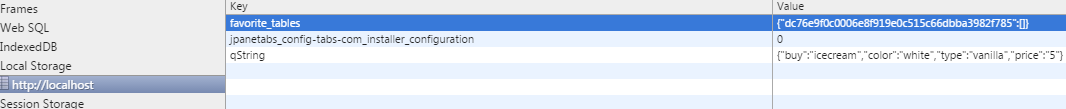 Frames
Web SQL
IndexedDB
Local Storage
http://localhost
Session Storage
Key Value
favorite_tables {"dc76e9f0c0006e8f919e0c515c66dbba3982f785":[]}
jpanetabs_config-tabs-com_installer_configuration 0
qString {"buy":"icecream","color":"white","type":"vanilla","price":"5"}